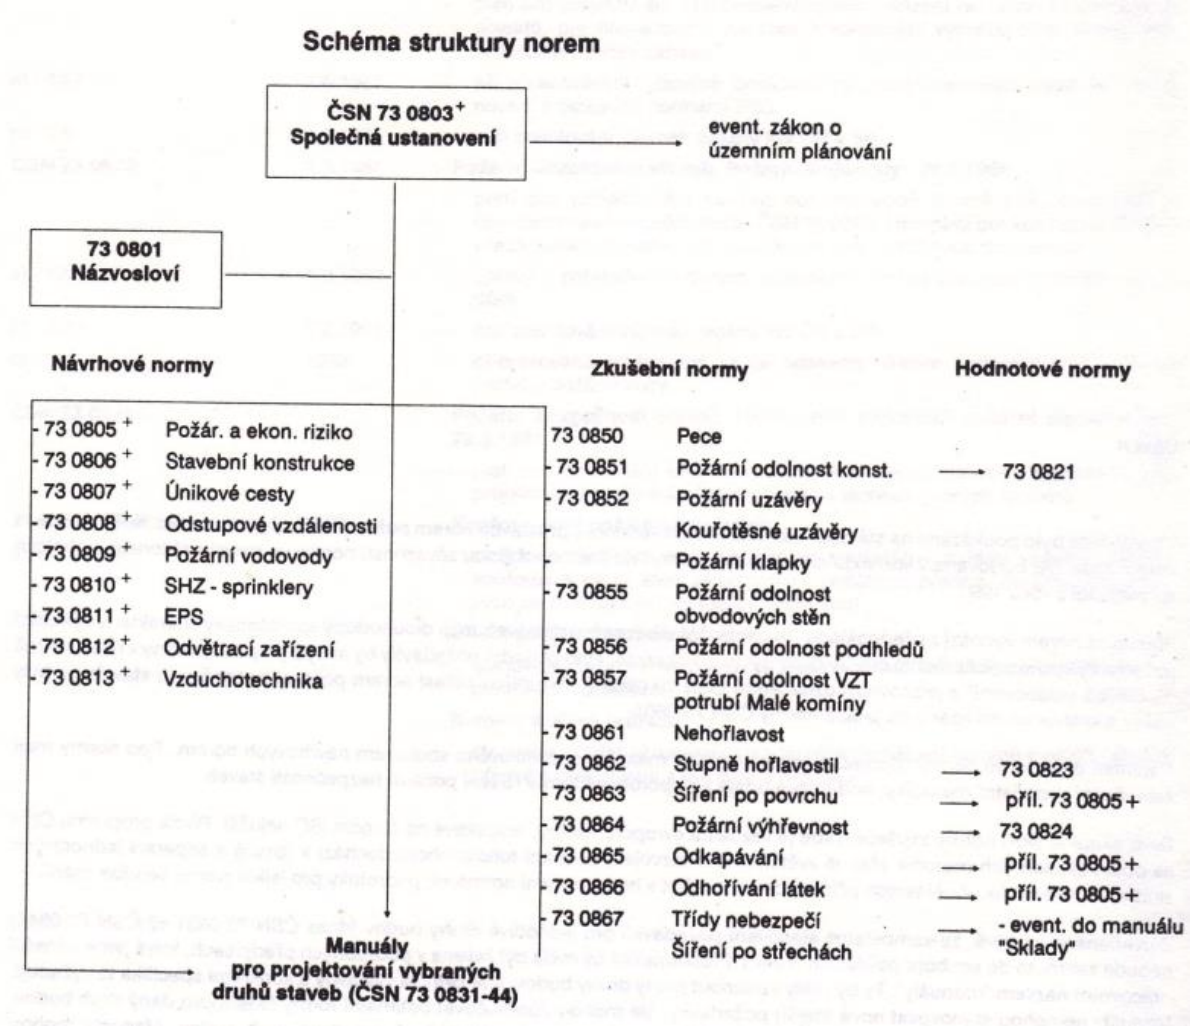 Schéma struktury norem
ČSN 73 0803+
Společná ustanovení
event. zákon o
územním plánování
73 0801
Názvosloví
Návrhové normy
- 73 0805 + Požár. a ekon. riziko
- 73 0806 + Stavební konstrukce
- 73 0807 + Únikové cesty
- 73 0808 + Odstupové vzdálenosti
- 73 0809 + Požární vodovody
- 73 0810 + SHZ - sprinklery
- 73 0811 + EPS
- 73 0812 + Odvětrací zařízení
- 73 0813 + Vzduchotechnika
Zkušební normy
Hodnotové normy
- 73 0850 Pece
- 73 0851 Požární odolnost konst. 73 0821
- 73 0852 Požární uzávěry
Kouřotěsné uzávěry
Požární klapky
- 73 0855 Požární odolnost
obvodových stěn
- 73 0856 Požární odolnost podhledů
- 73 0857 Požární odolnost VZT
potrubí Malé komíny
- 73 0861 Nehořlavost
- 73 0862 Stupně hořlavostil 73 0823
- 73 0863 Šíření po povrchu příl. 73 0805+
- 73 0864 Požární výhřevnost 73 0824
- 73 0865 Odkapávání příl. 73 0805+
- 73 0866 Odhořívání látek příl. 73 0805+
- 73 0867 Třídy nebezpečí - event. do manuálu
Šíření po střechách "Sklady"
Manuály
pro projektování vybraných
druhů staveb (ČSN 73 0831-44)